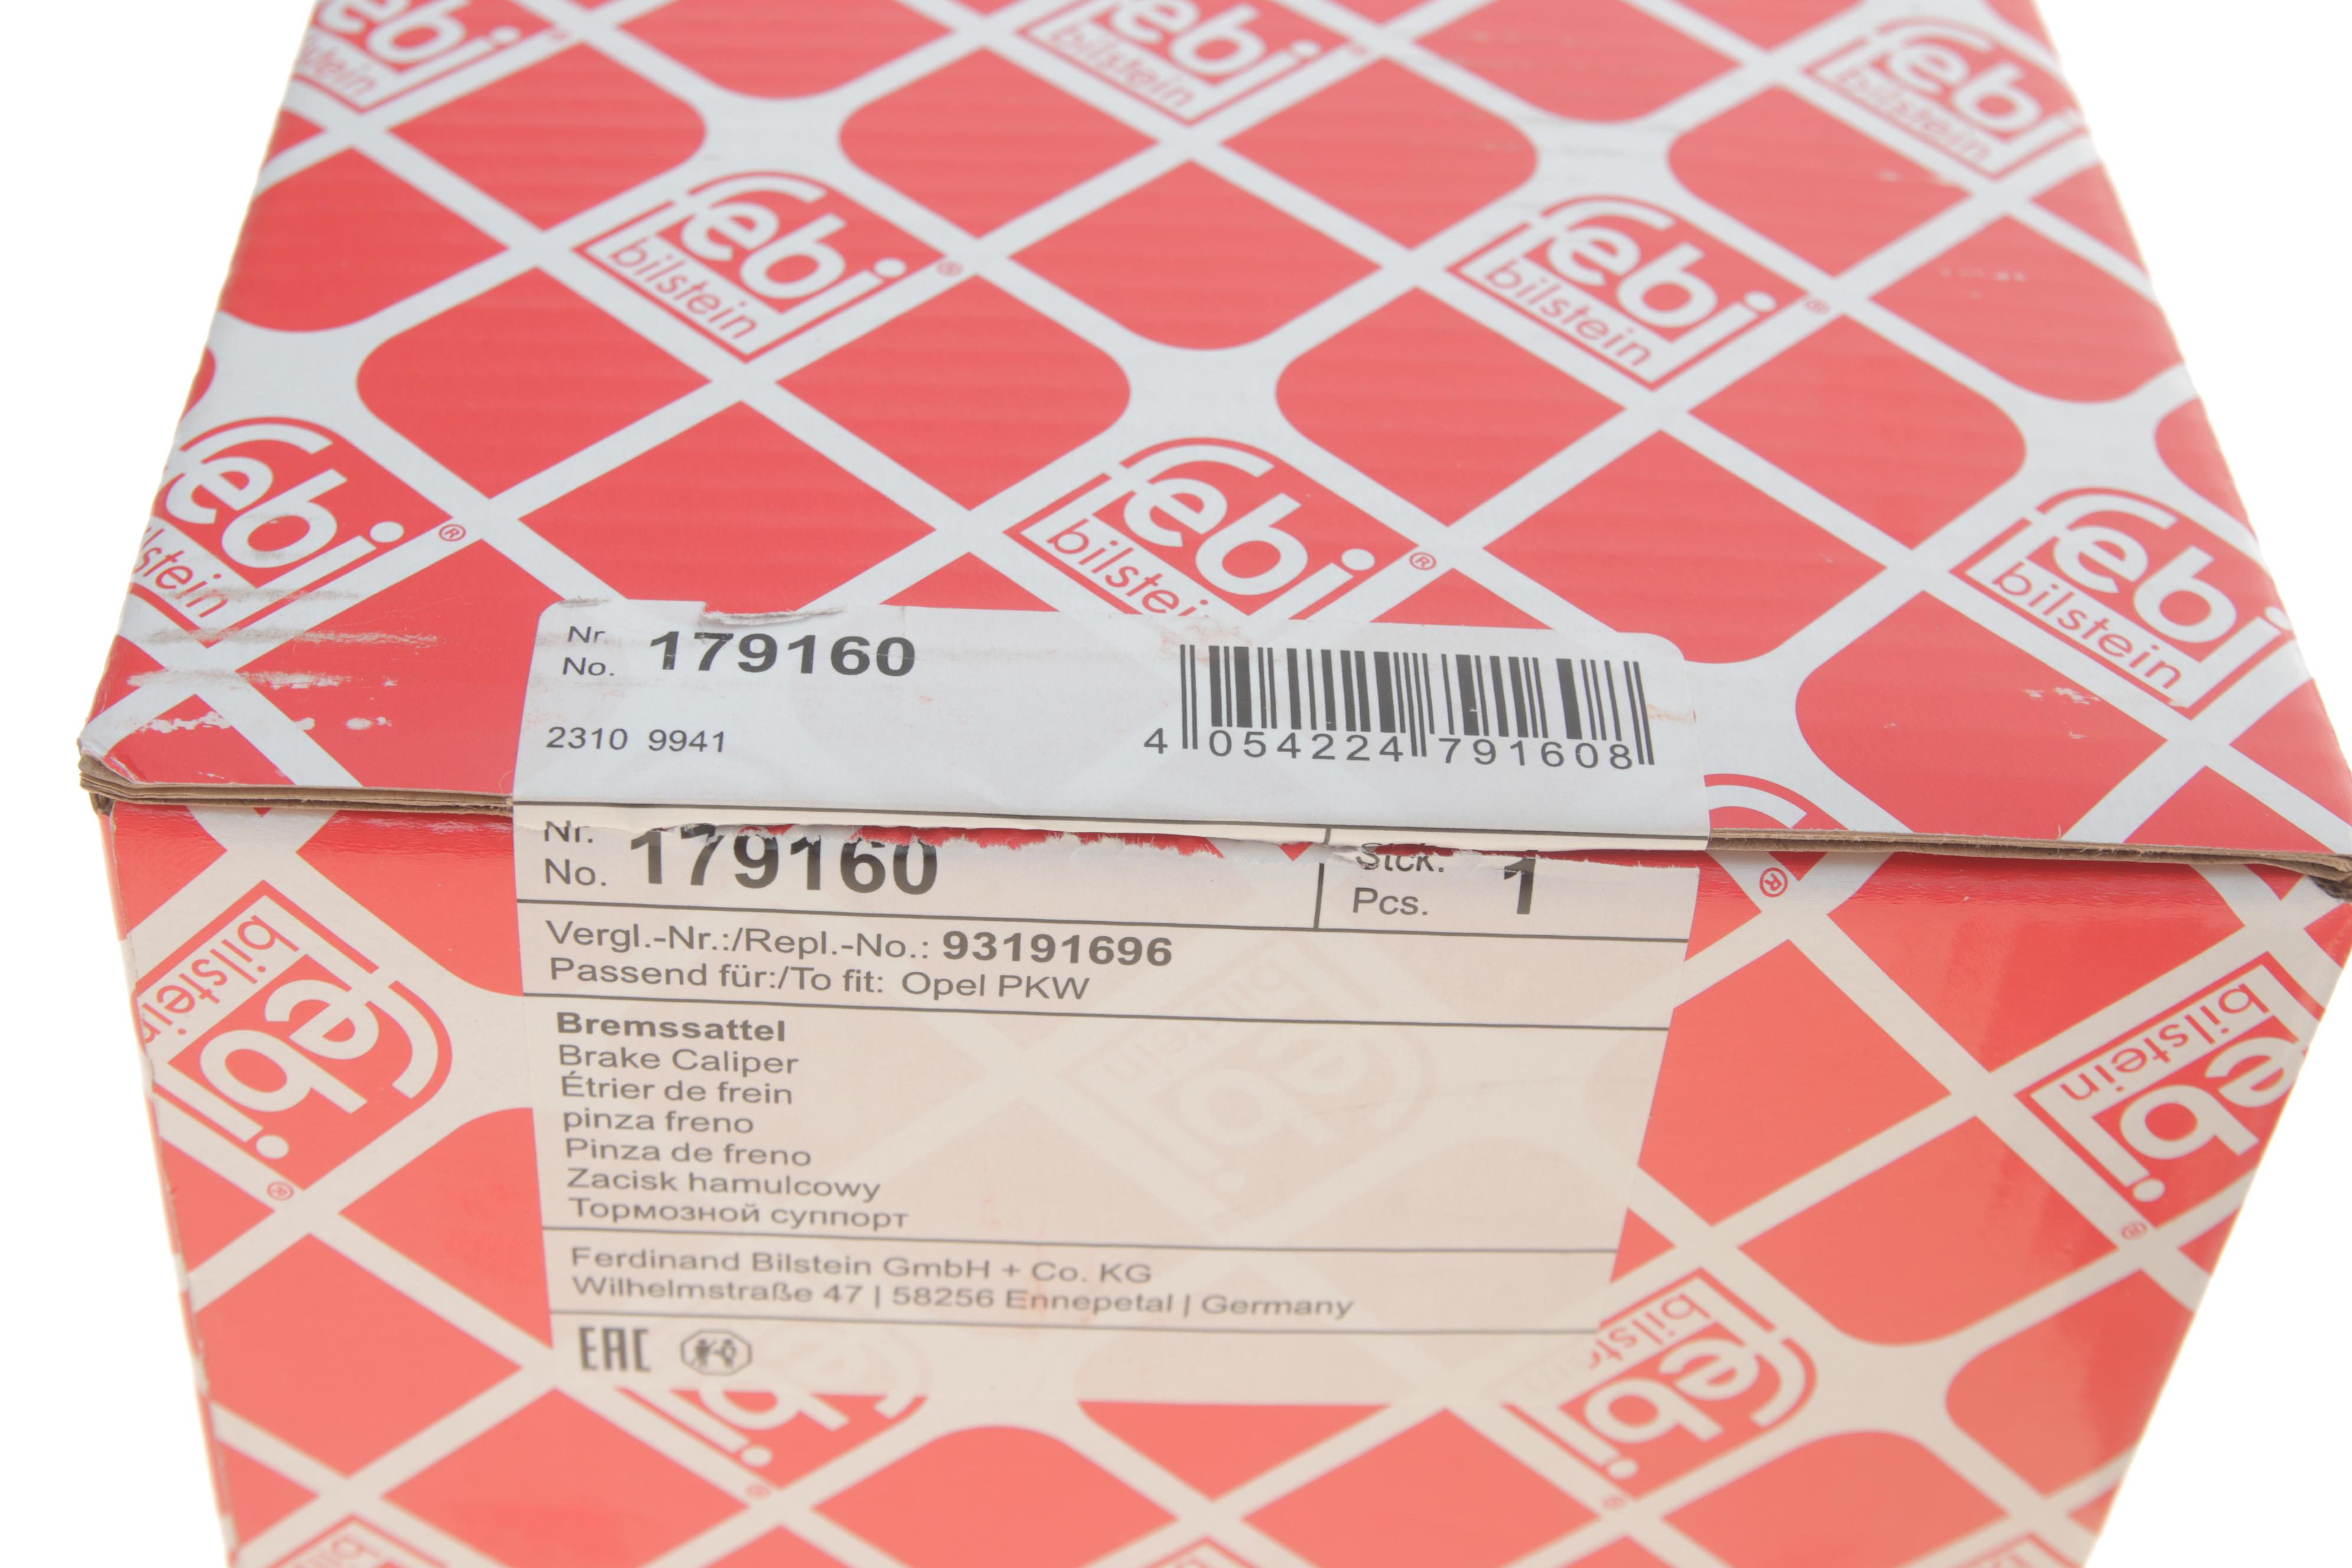 febi
bilstein
Nr.
No. 179160
2310 9941
4 054224 791608
Nr.
No. 179160
Stck.
Pcs. 1
Vergl.-Nr.:/Repl.-No.: 93191696
Passend für:/To fit: Opel PKW
Bremssattel
Brake Caliper
Étrier de frein
pinza freno
Pinza de freno
Zacisk hamulcowy
Тормозной суппорт
Ferdinand Bilstein GmbH + Co. KG
Wilhelmstraße 47 | 58256 Ennepetal | Germany
EAC